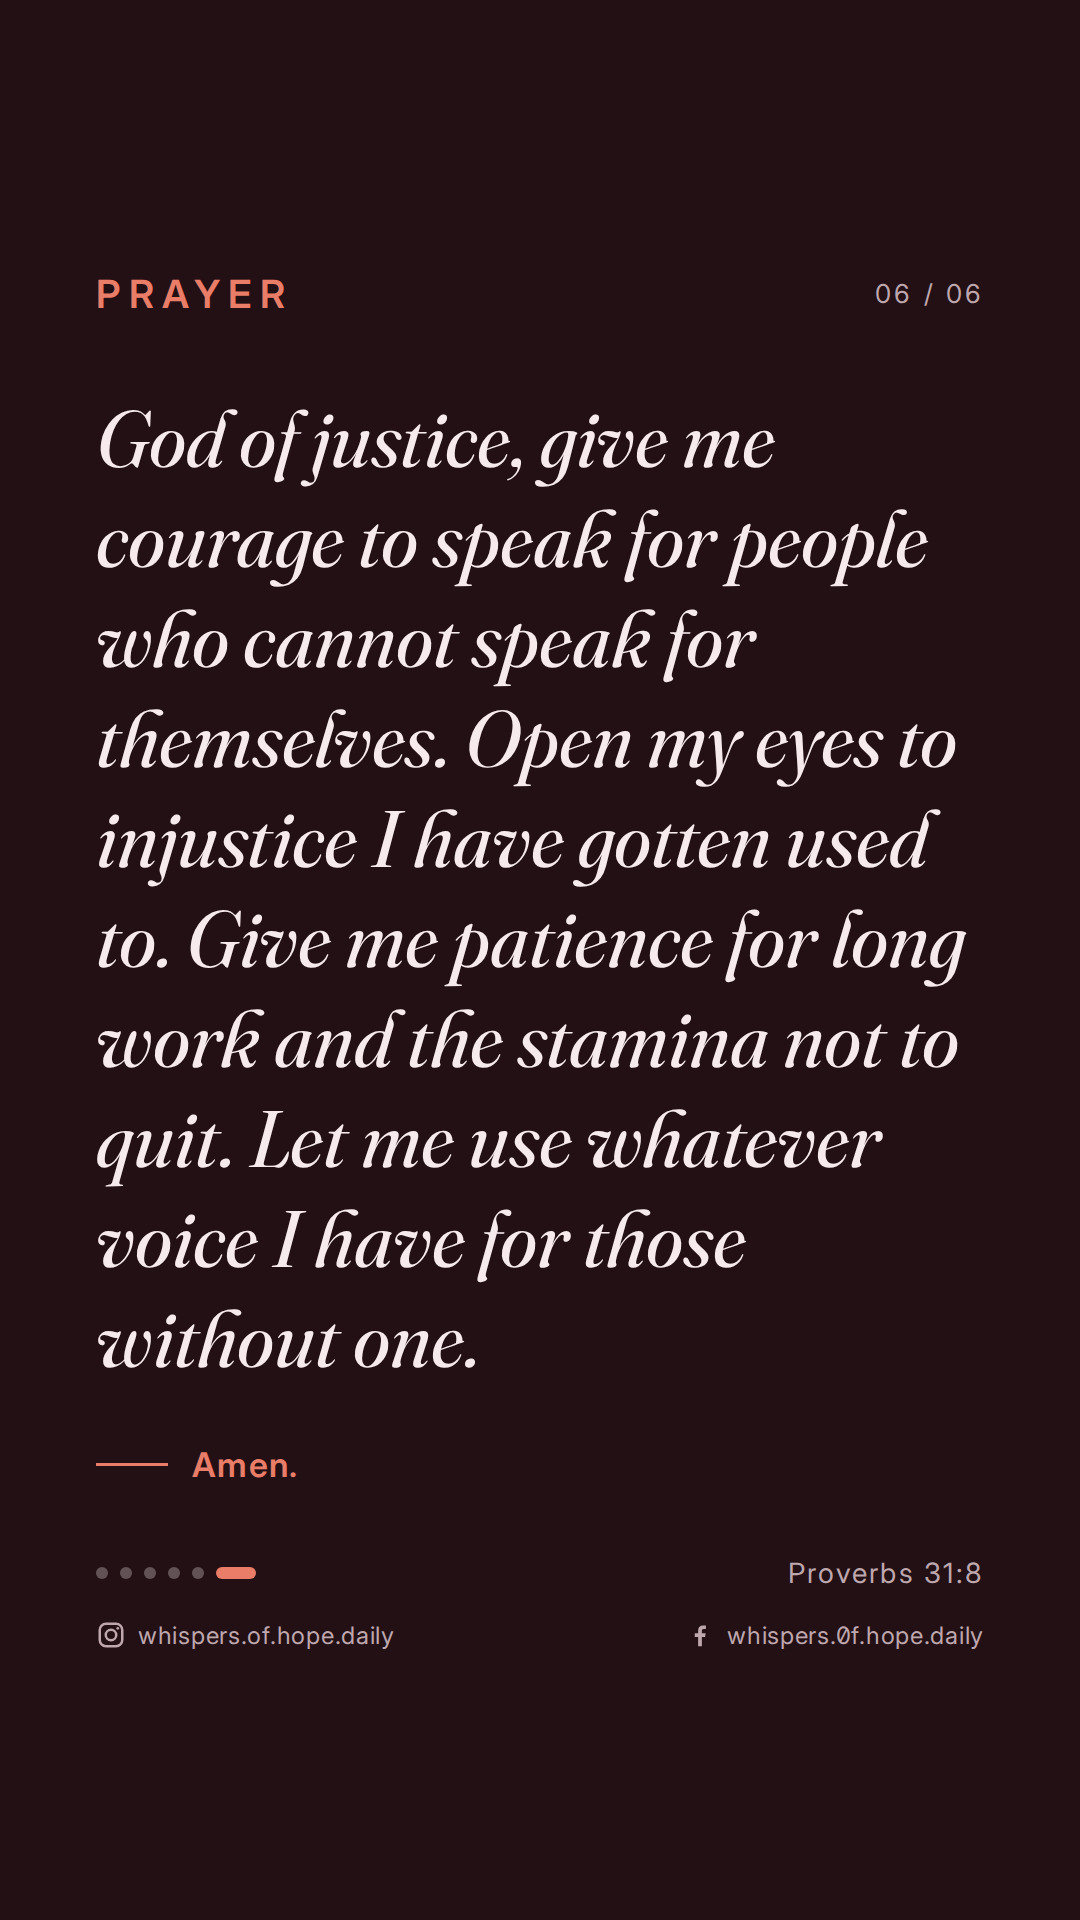 PRAYER
06 / 06
God of justice, give me
courage to speak for people
who cannot speak for
themselves. Open my eyes to
injustice I have gotten used
to. Give me patience for long
work and the stamina not to
quit. Let me use whatever
voice I have for those
without one.
Amen.
Proverbs 31:8
whispers.of.hope.daily
whispers.0f.hope.daily